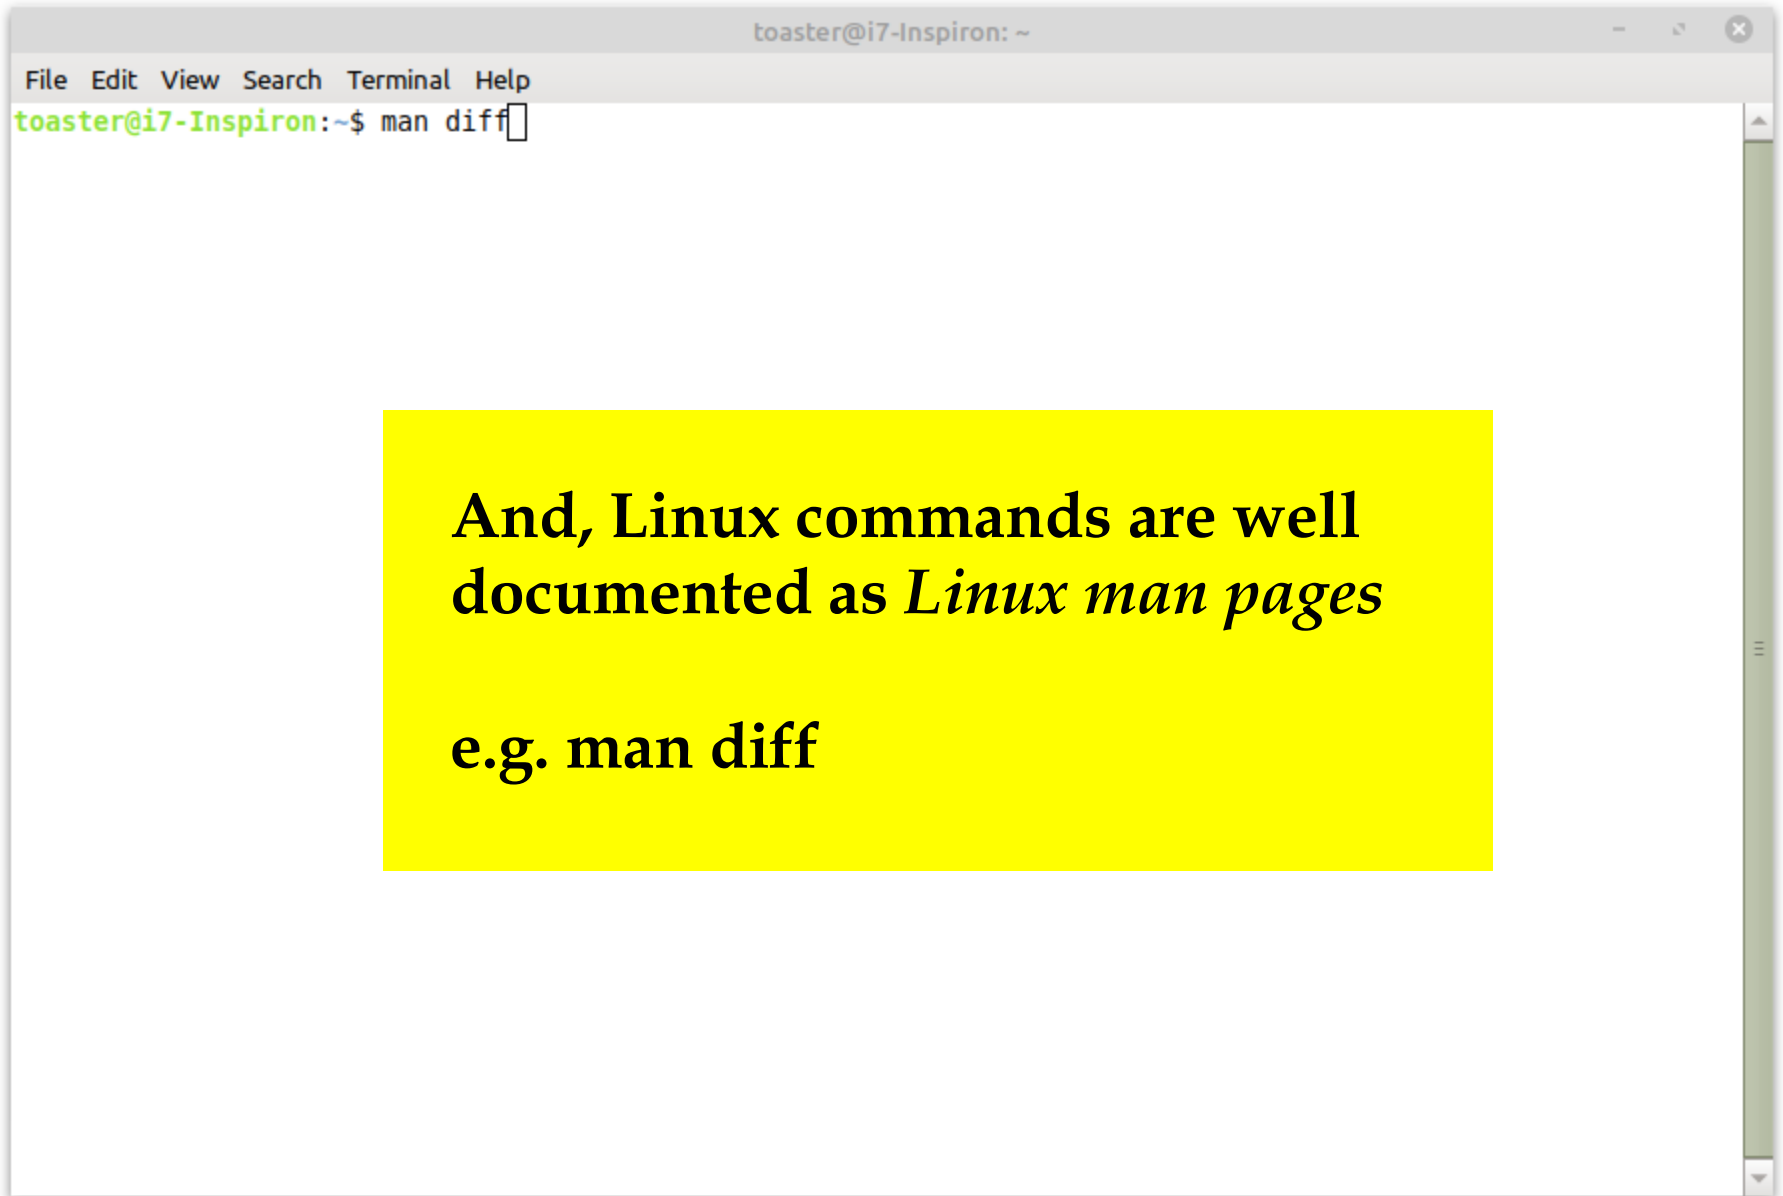 toaster@i7-Inspiron: ~
File Edit View Search Terminal Help
toaster@i7-Inspiron:~$ man diff
And, Linux commands are well
documented as Linux man pages
e.g. man diff